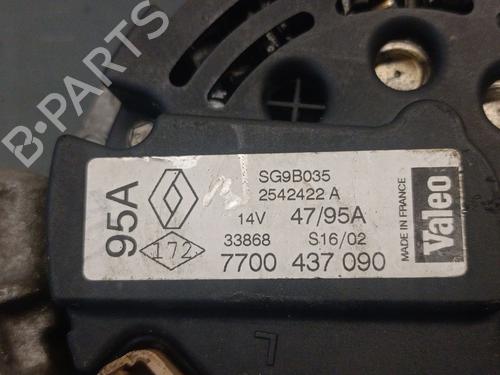 B-PARTS
95A
172
SG9B035
2542422 A
14V 47/95A
33868 S16/02
7700 437 090
Valeo
MADE IN FRANCE
L